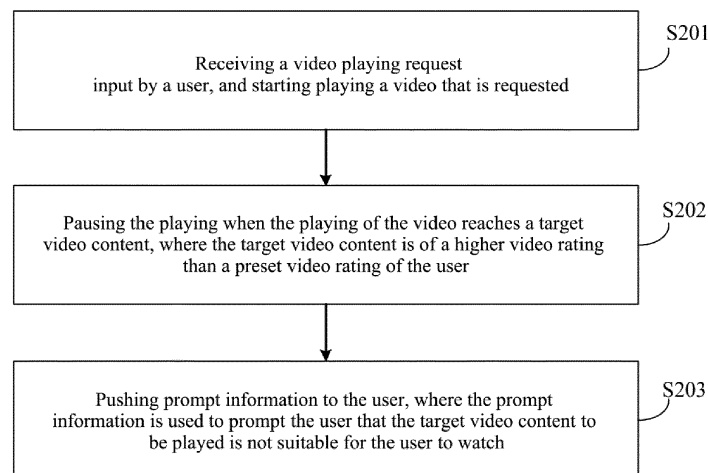 S201
Receiving a video playing request
input by a user, and starting playing a video that is requested
S202
Pausing the playing when the playing of the video reaches a target
video content, where the target video content is of a higher video rating
than a preset video rating of the user
S203
Pushing prompt information to the user, where the prompt
information is used to prompt the user that the target video content to
be played is not suitable for the user to watch